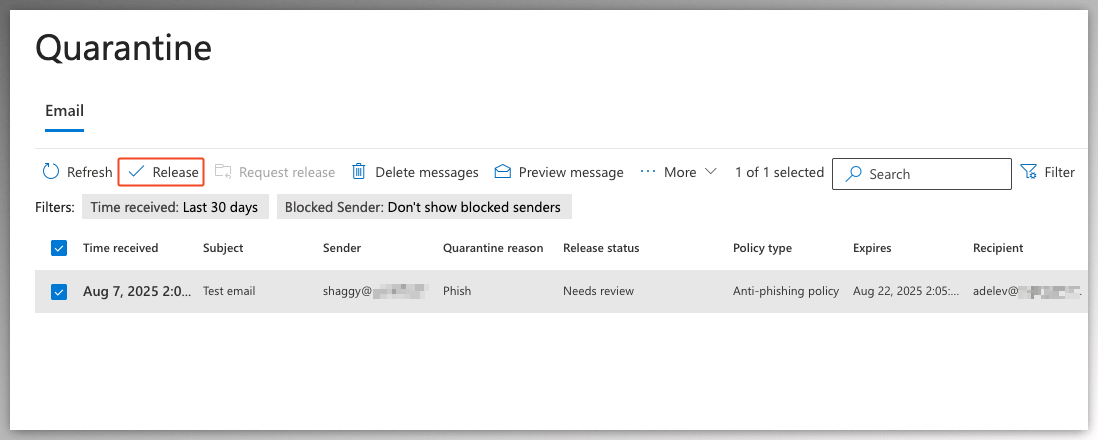 Quarantine
Email
Refresh Release Request release Delete messages Preview message ··· More 1 of 1 selected Search Filter
Filters: Time received: Last 30 days Blocked Sender: Don't show blocked senders
Time received Subject Sender Quarantine reason Release status Policy type Expires Recipient
Aug 7, 2025 2:0... Test email shaggy@ Phish Needs review Anti-phishing policy Aug 22, 2025 2:05:... adelev@